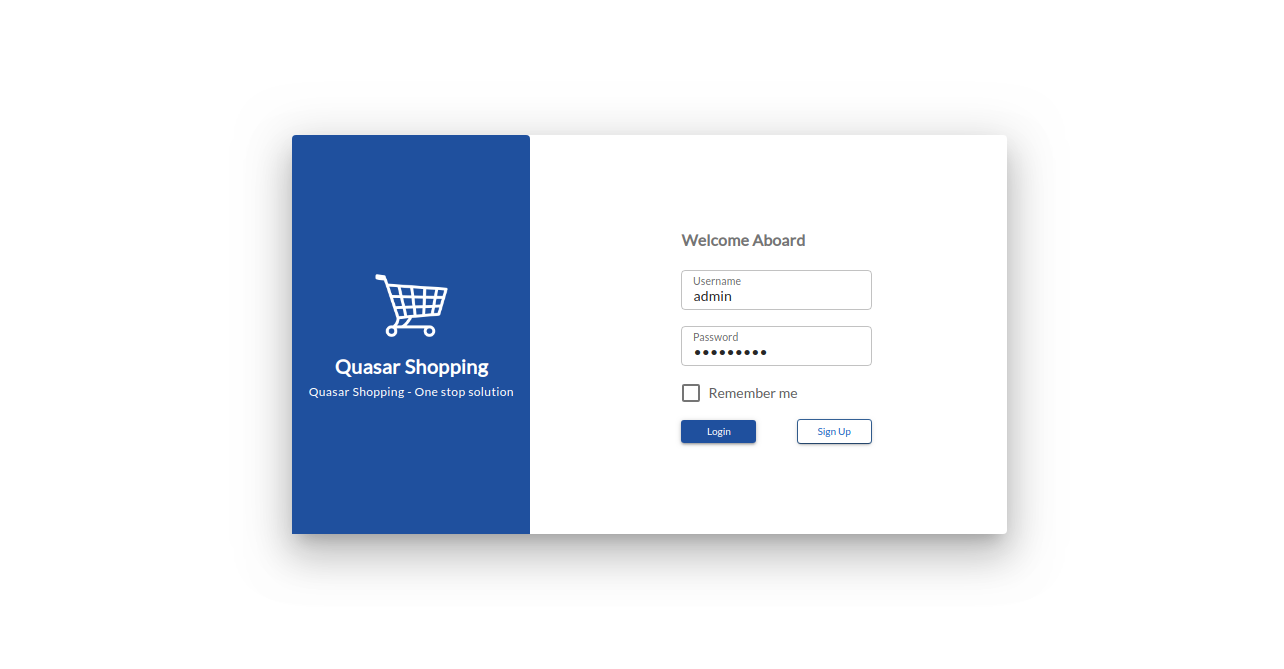 Quasar Shopping
Quasar Shopping - One stop solution
Welcome Aboard
Username
admin
Password
•••••••••
Remember me
Login
Sign Up